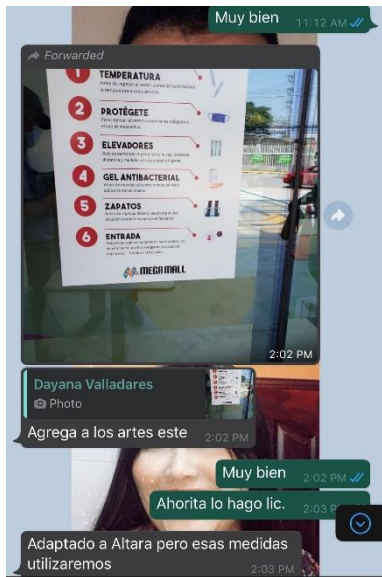 Muy bien
11:12 AM
Forwarded
1 TEMPERATURA
2 PROTÉGETE
3 ELEVADORES
4 GEL ANTIBACTERIAL
5 ZAPATOS
6 ENTRADA
MEGA MALL
2:02 PM
Dayana Valladares
Photo
Agrega a los artes este
2:02 PM
Muy bien
2:02 PM
Ahorita lo hago lic.
2:03 P
Adaptado a Altara pero esas medidas
utilizaremos
2:03 PM